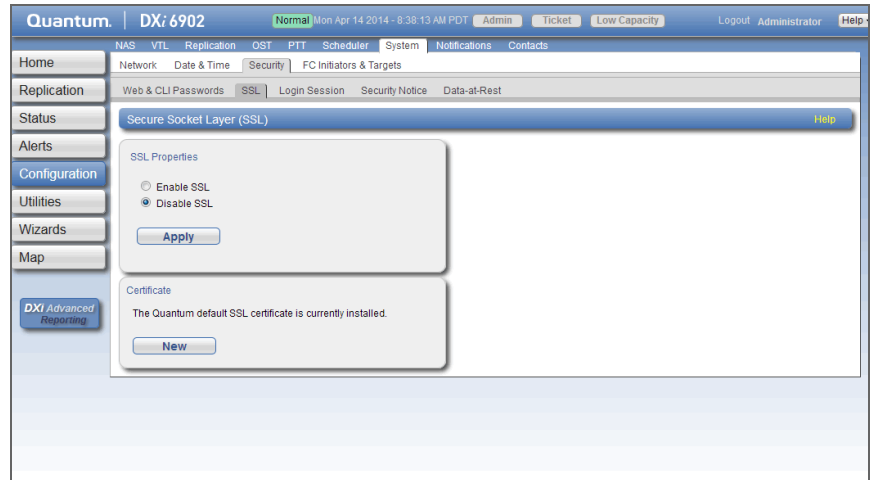 Quantum. DXi 6902 Normal Mon Apr 14 2014 - 8:38:13 AM PDT Admin Ticket Low Capacity Logout Administrator Help
NAS VTL Replication OST PTT Scheduler System Notifications Contacts
Home
Network Date & Time Security FC Initiators & Targets
Replication
Web & CLI Passwords SSL Login Session Security Notice Data-at-Rest
Status
Secure Socket Layer (SSL) Help
Alerts
SSL Properties
Configuration
Enable SSL
Utilities
Disable SSL
Wizards
Apply
Map
Certificate
DXi Advanced
Reporting
The Quantum default SSL certificate is currently installed.
New